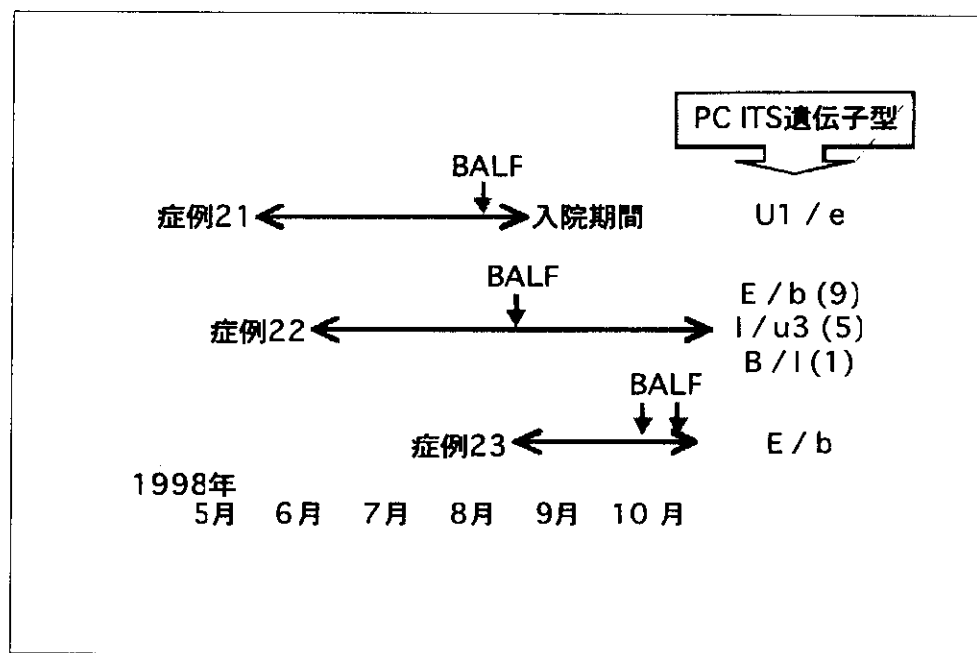 PC ITS遺伝子型
BALF
症例21 入院期間 U1 / e
BALF
症例22
E / b (9)
I / u3 (5)
B / I (1)
BALF
症例23 E / b
1998年
5月 6月 7月 8月 9月 10 月